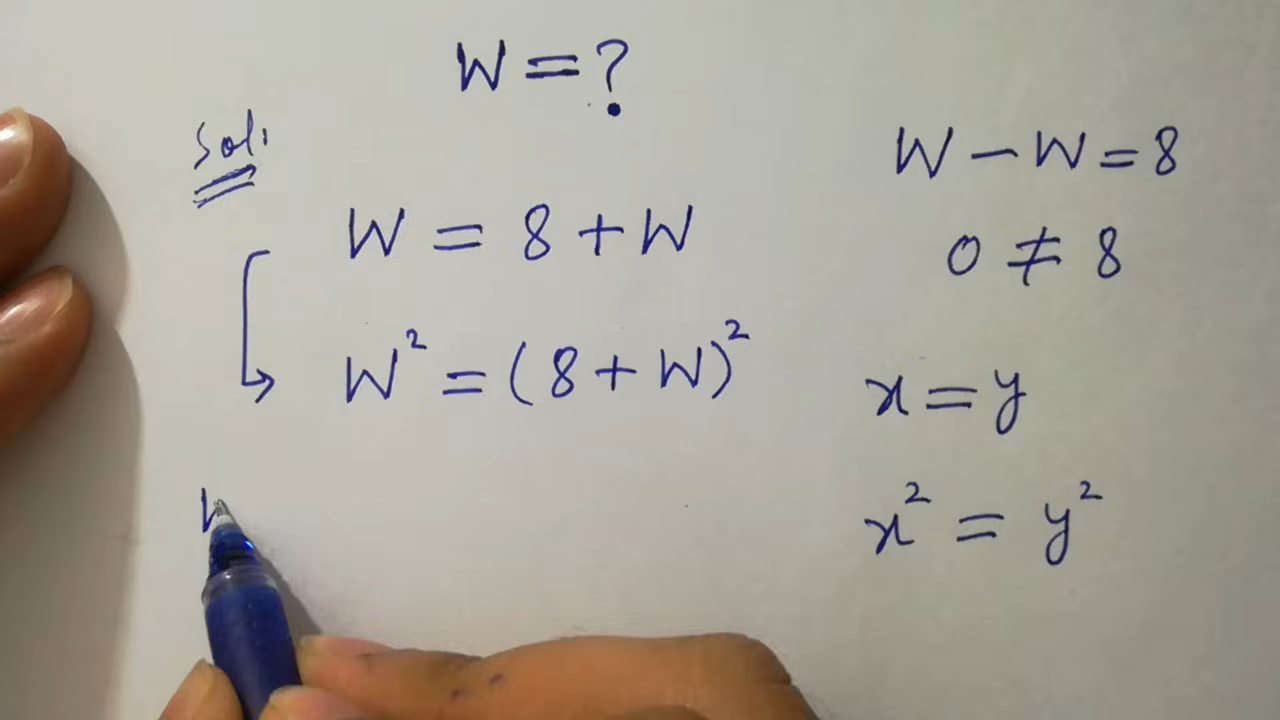 W = ?
Sol:
W = 8 + W
W² = (8 + W)²
W
W − W = 8
0 ≠ 8
x = y
x² = y²